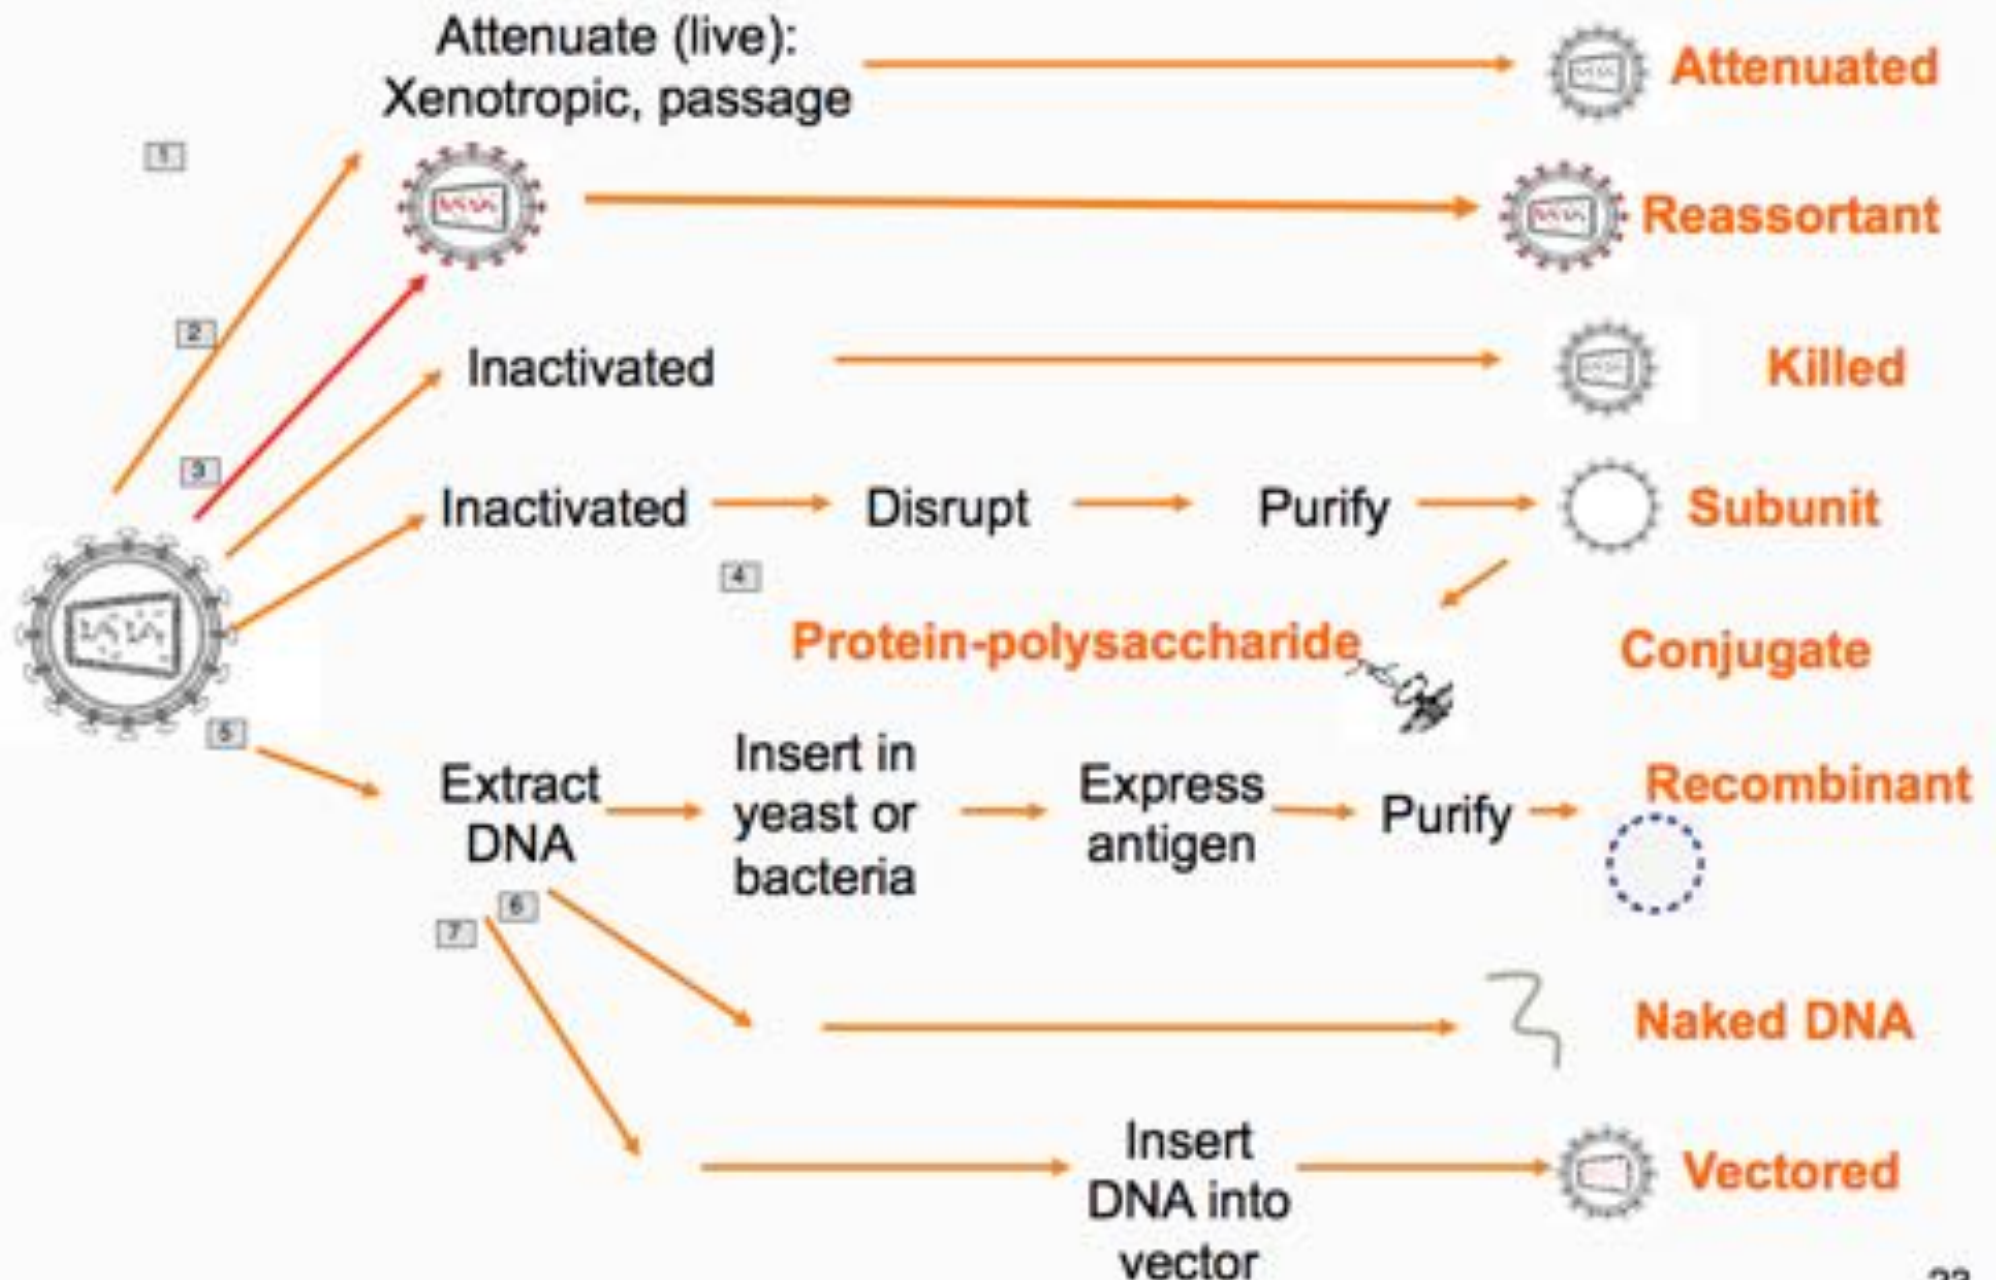 Attenuate (live):
Xenotropic, passage
Attenuated
1
Reassortant
2
Inactivated
Killed
3
Inactivated
Disrupt
Purify
Subunit
4
Protein-polysaccharide
Conjugate
5
Extract
DNA
Insert in
yeast or
bacteria
Express
antigen
Purify
Recombinant
6
7
Naked DNA
Insert
DNA into
vector
Vectored